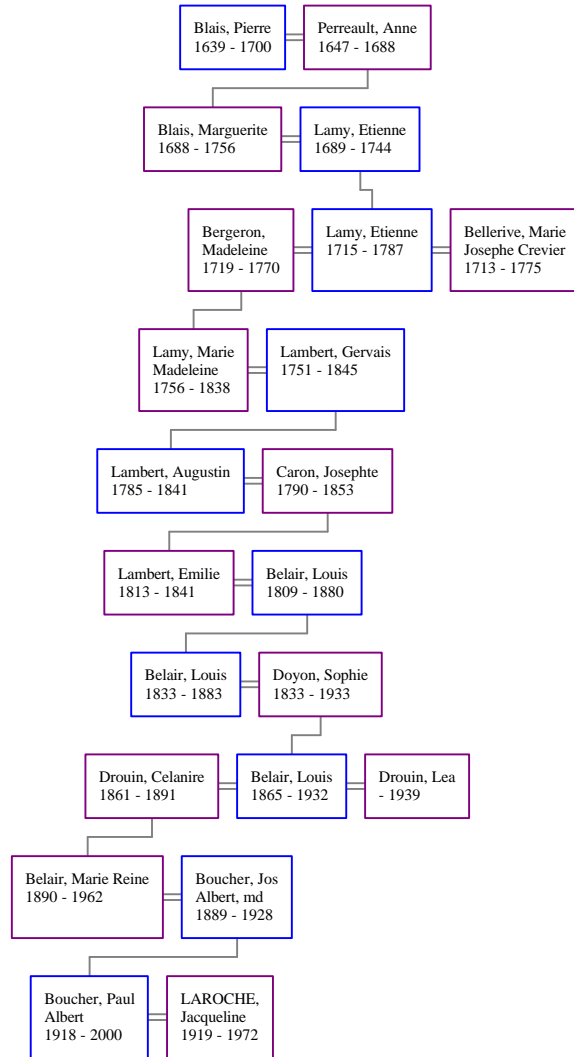 Blais, Pierre
1639 - 1700
Perreault, Anne
1647 - 1688
Blais, Marguerite
1688 - 1756
Lamy, Etienne
1689 - 1744
Bergeron,
Madeleine
1719 - 1770
Lamy, Etienne
1715 - 1787
Bellerive, Marie
Josephe Crevier
1713 - 1775
Lamy, Marie
Madeleine
1756 - 1838
Lambert, Gervais
1751 - 1845
Lambert, Augustin
1785 - 1841
Caron, Josephte
1790 - 1853
Lambert, Emilie
1813 - 1841
Belair, Louis
1809 - 1880
Belair, Louis
1833 - 1883
Doyon, Sophie
1833 - 1933
Drouin, Celanire
1861 - 1891
Belair, Louis
1865 - 1932
Drouin, Lea
- 1939
Belair, Marie Reine
1890 - 1962
Boucher, Jos
Albert, md
1889 - 1928
Boucher, Paul
Albert
1918 - 2000
LAROCHE,
Jacqueline
1919 - 1972